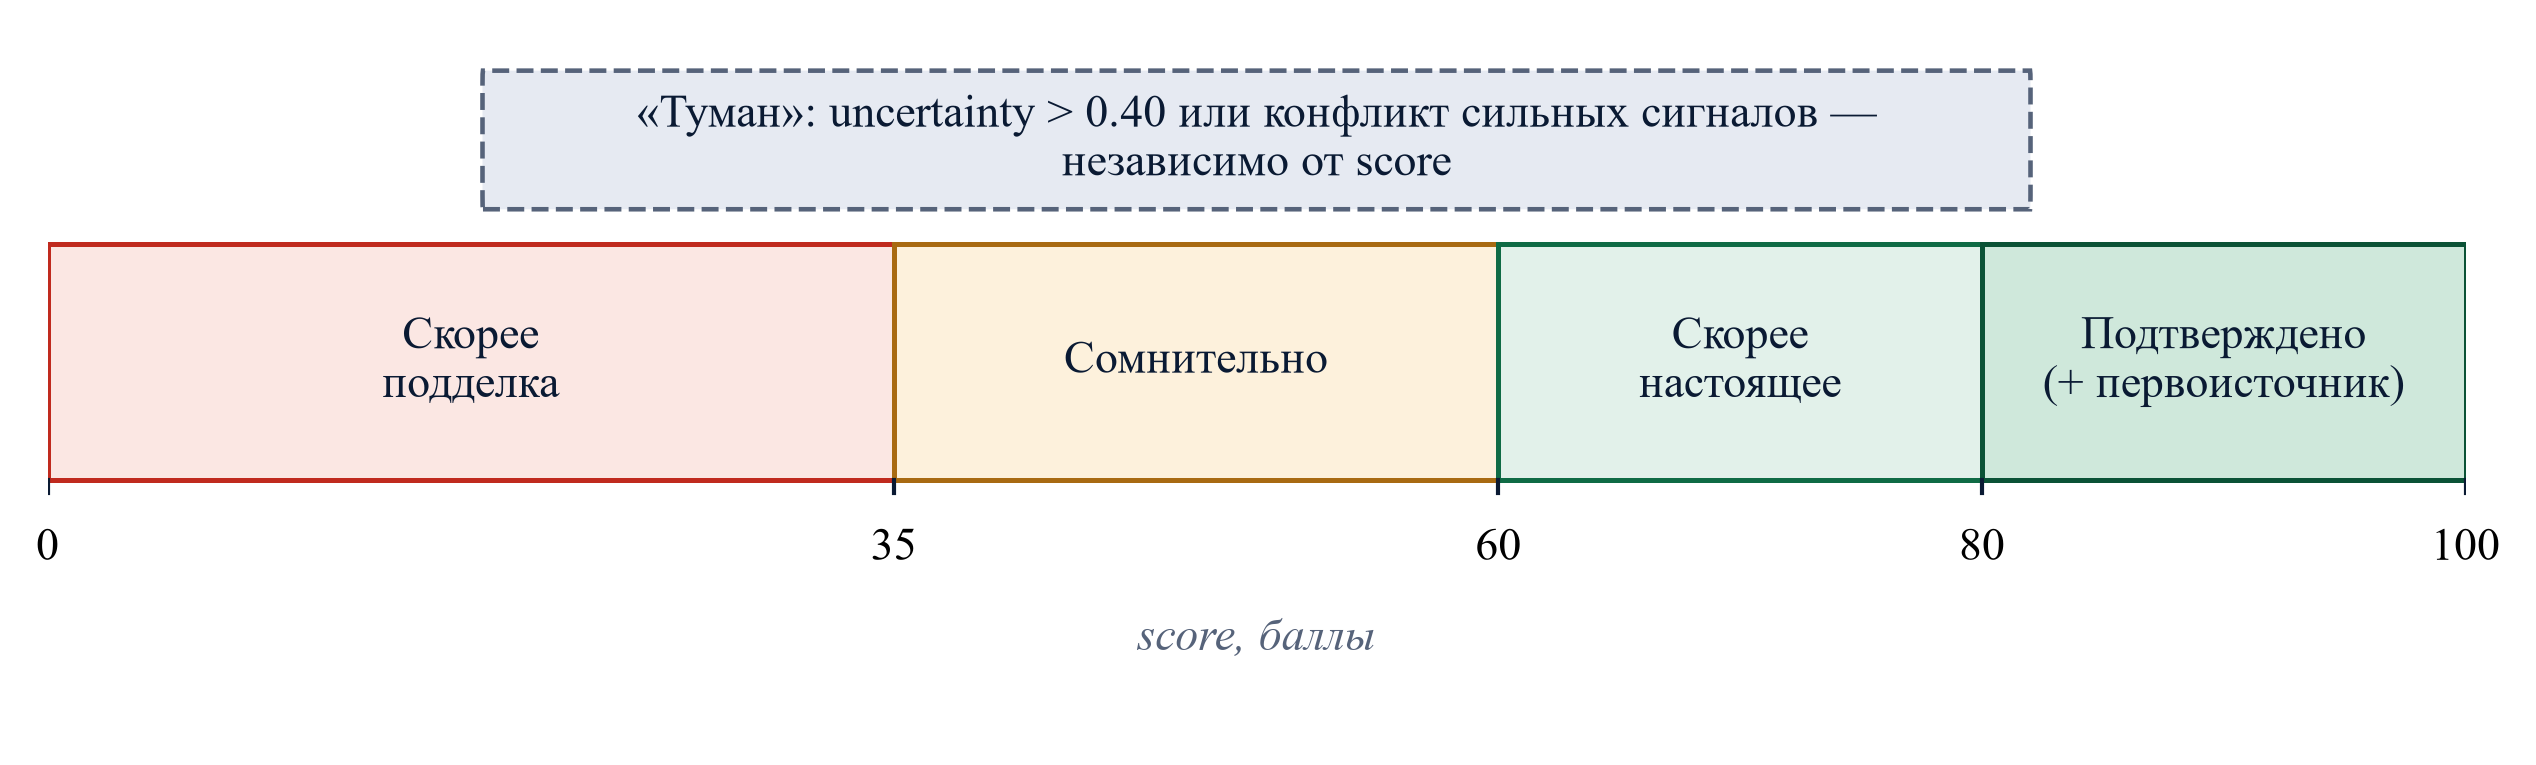 «Туман»: uncertainty > 0.40 или конфликт сильных сигналов —
независимо от score
Скорее
подделка
Сомнительно
Скорее
настоящее
Подтверждено
(+ первоисточник)
0
35
60
80
100
score, баллы